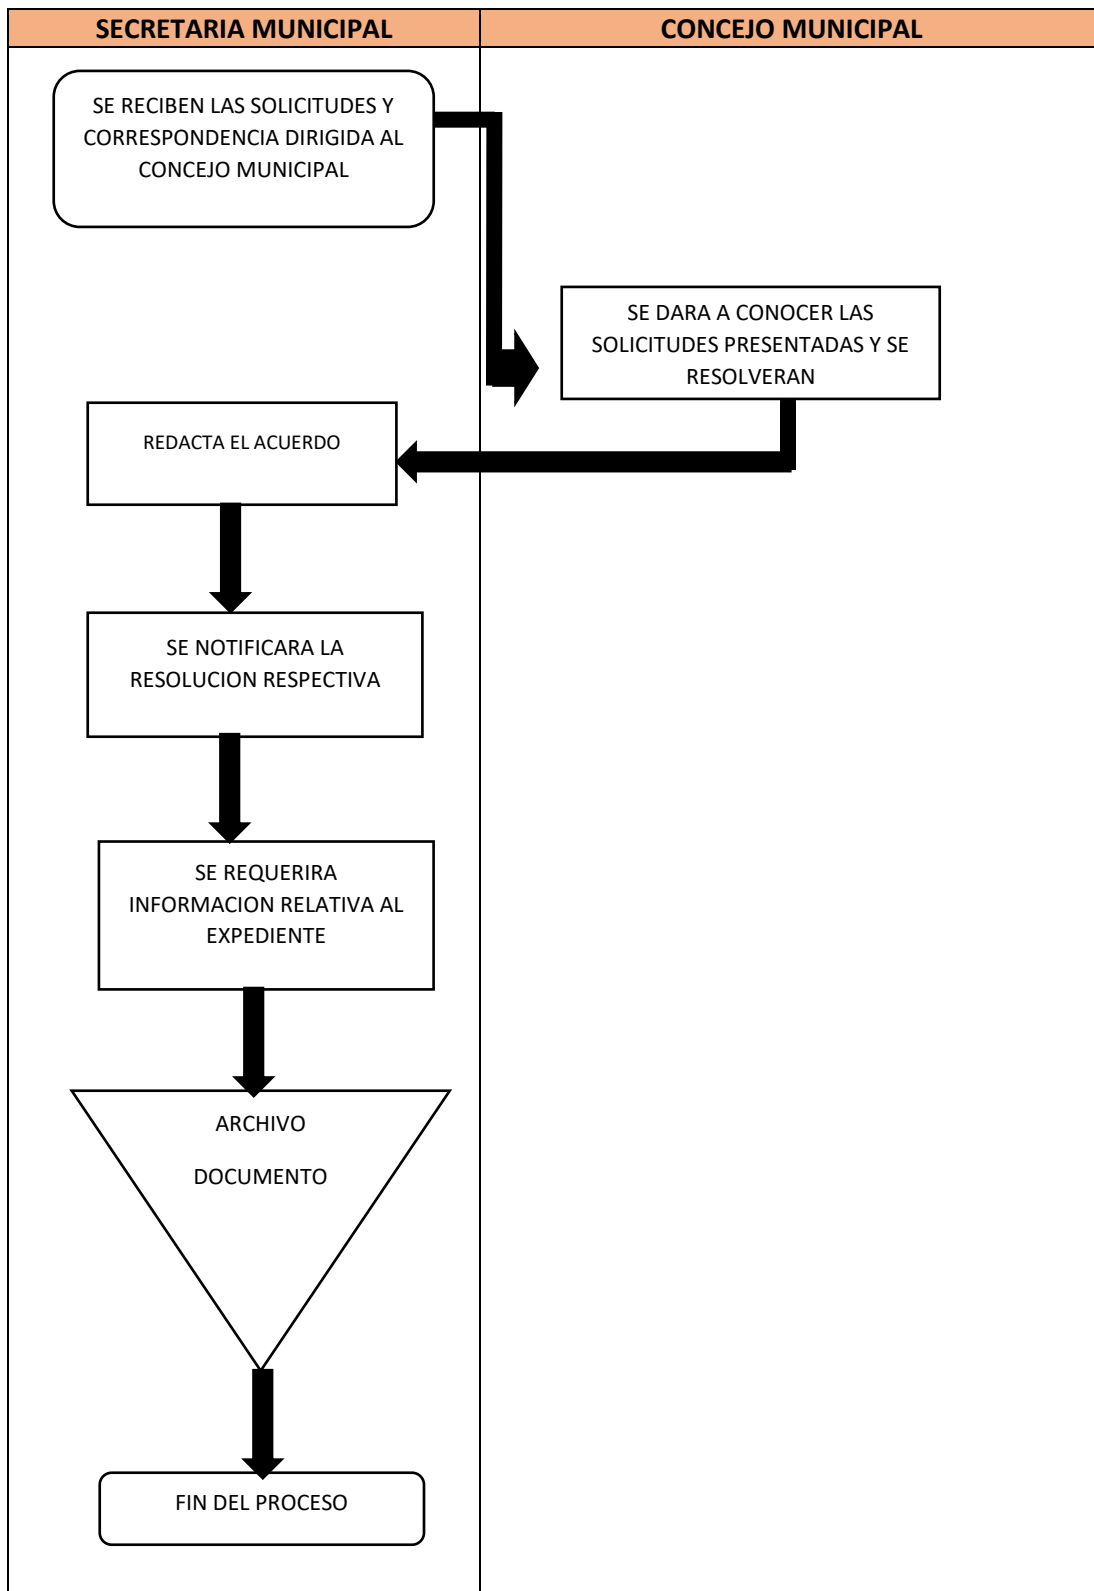 SECRETARIA MUNICIPAL
CONCEJO MUNICIPAL
SE RECIBEN LAS SOLICITUDES Y
CORRESPONDENCIA DIRIGIDA AL
CONCEJO MUNICIPAL
SE DARA A CONOCER LAS
SOLICITUDES PRESENTADAS Y SE
RESOLVERAN
REDACTA EL ACUERDO
SE NOTIFICARA LA
RESOLUCION RESPECTIVA
SE REQUERIRA
INFORMACION RELATIVA AL
EXPEDIENTE
ARCHIVO
DOCUMENTO
FIN DEL PROCESO